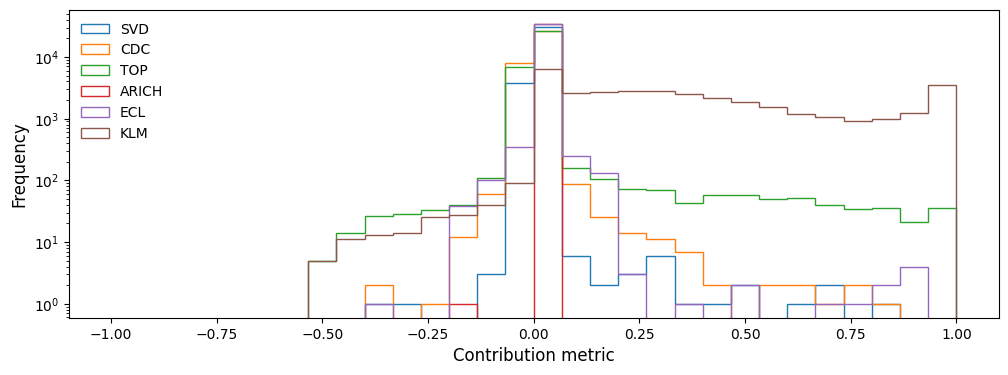 SVD
CDC
TOP
ARICH
ECL
KLM
Frequency
10⁴
10³
10²
10¹
10⁰
−1.00 −0.75 −0.50 −0.25 0.00 0.25 0.50 0.75 1.00
Contribution metric